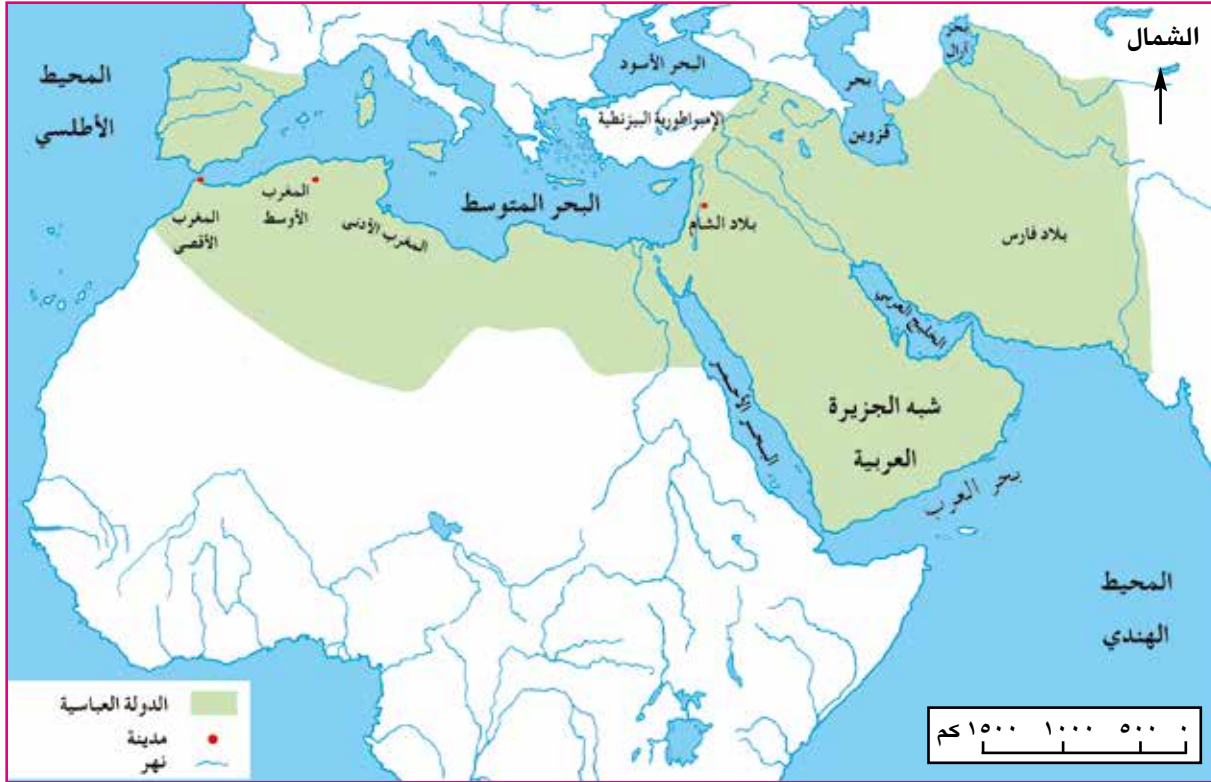 الشمال
المحيط
الأطلسي
البحر الأسود
بحر
قزوين
بحر
آرال
الإمبراطورية البيزنطية
المغرب
الأقصى
المغرب
الأوسط
المغرب الأدنى
البحر المتوسط
بلاد الشام
بلاد فارس
الخليج العربي
شبه الجزيرة
العربية
البحر الأحمر
بحر العرب
المحيط
الهندي
الدولة العباسية
مدينة
نهر
٠ ٥٠٠ ١٠٠٠ ١٥٠٠ كم